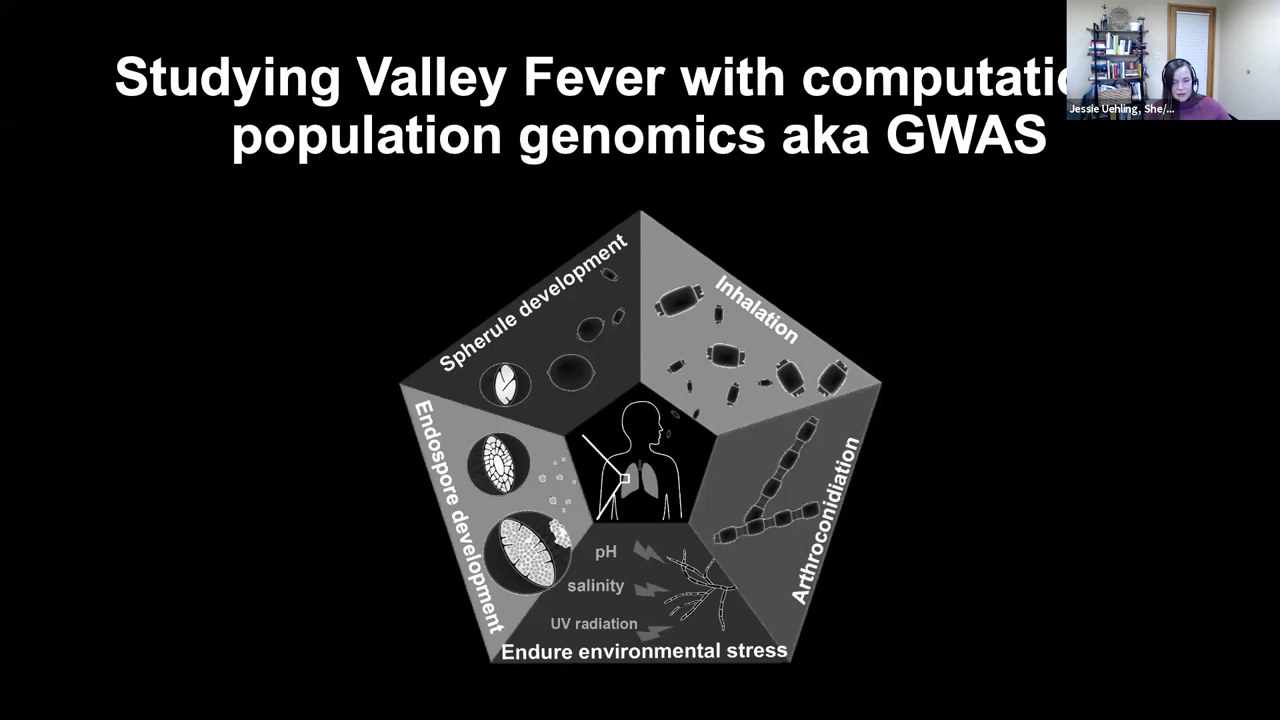 Studying Valley Fever with computatio
population genomics aka GWAS
Jessie Uehling, She/...
Spherule development
Inhalation
Endospore development
Arthroconidiation
pH
salinity
UV radiation
Endure environmental stress